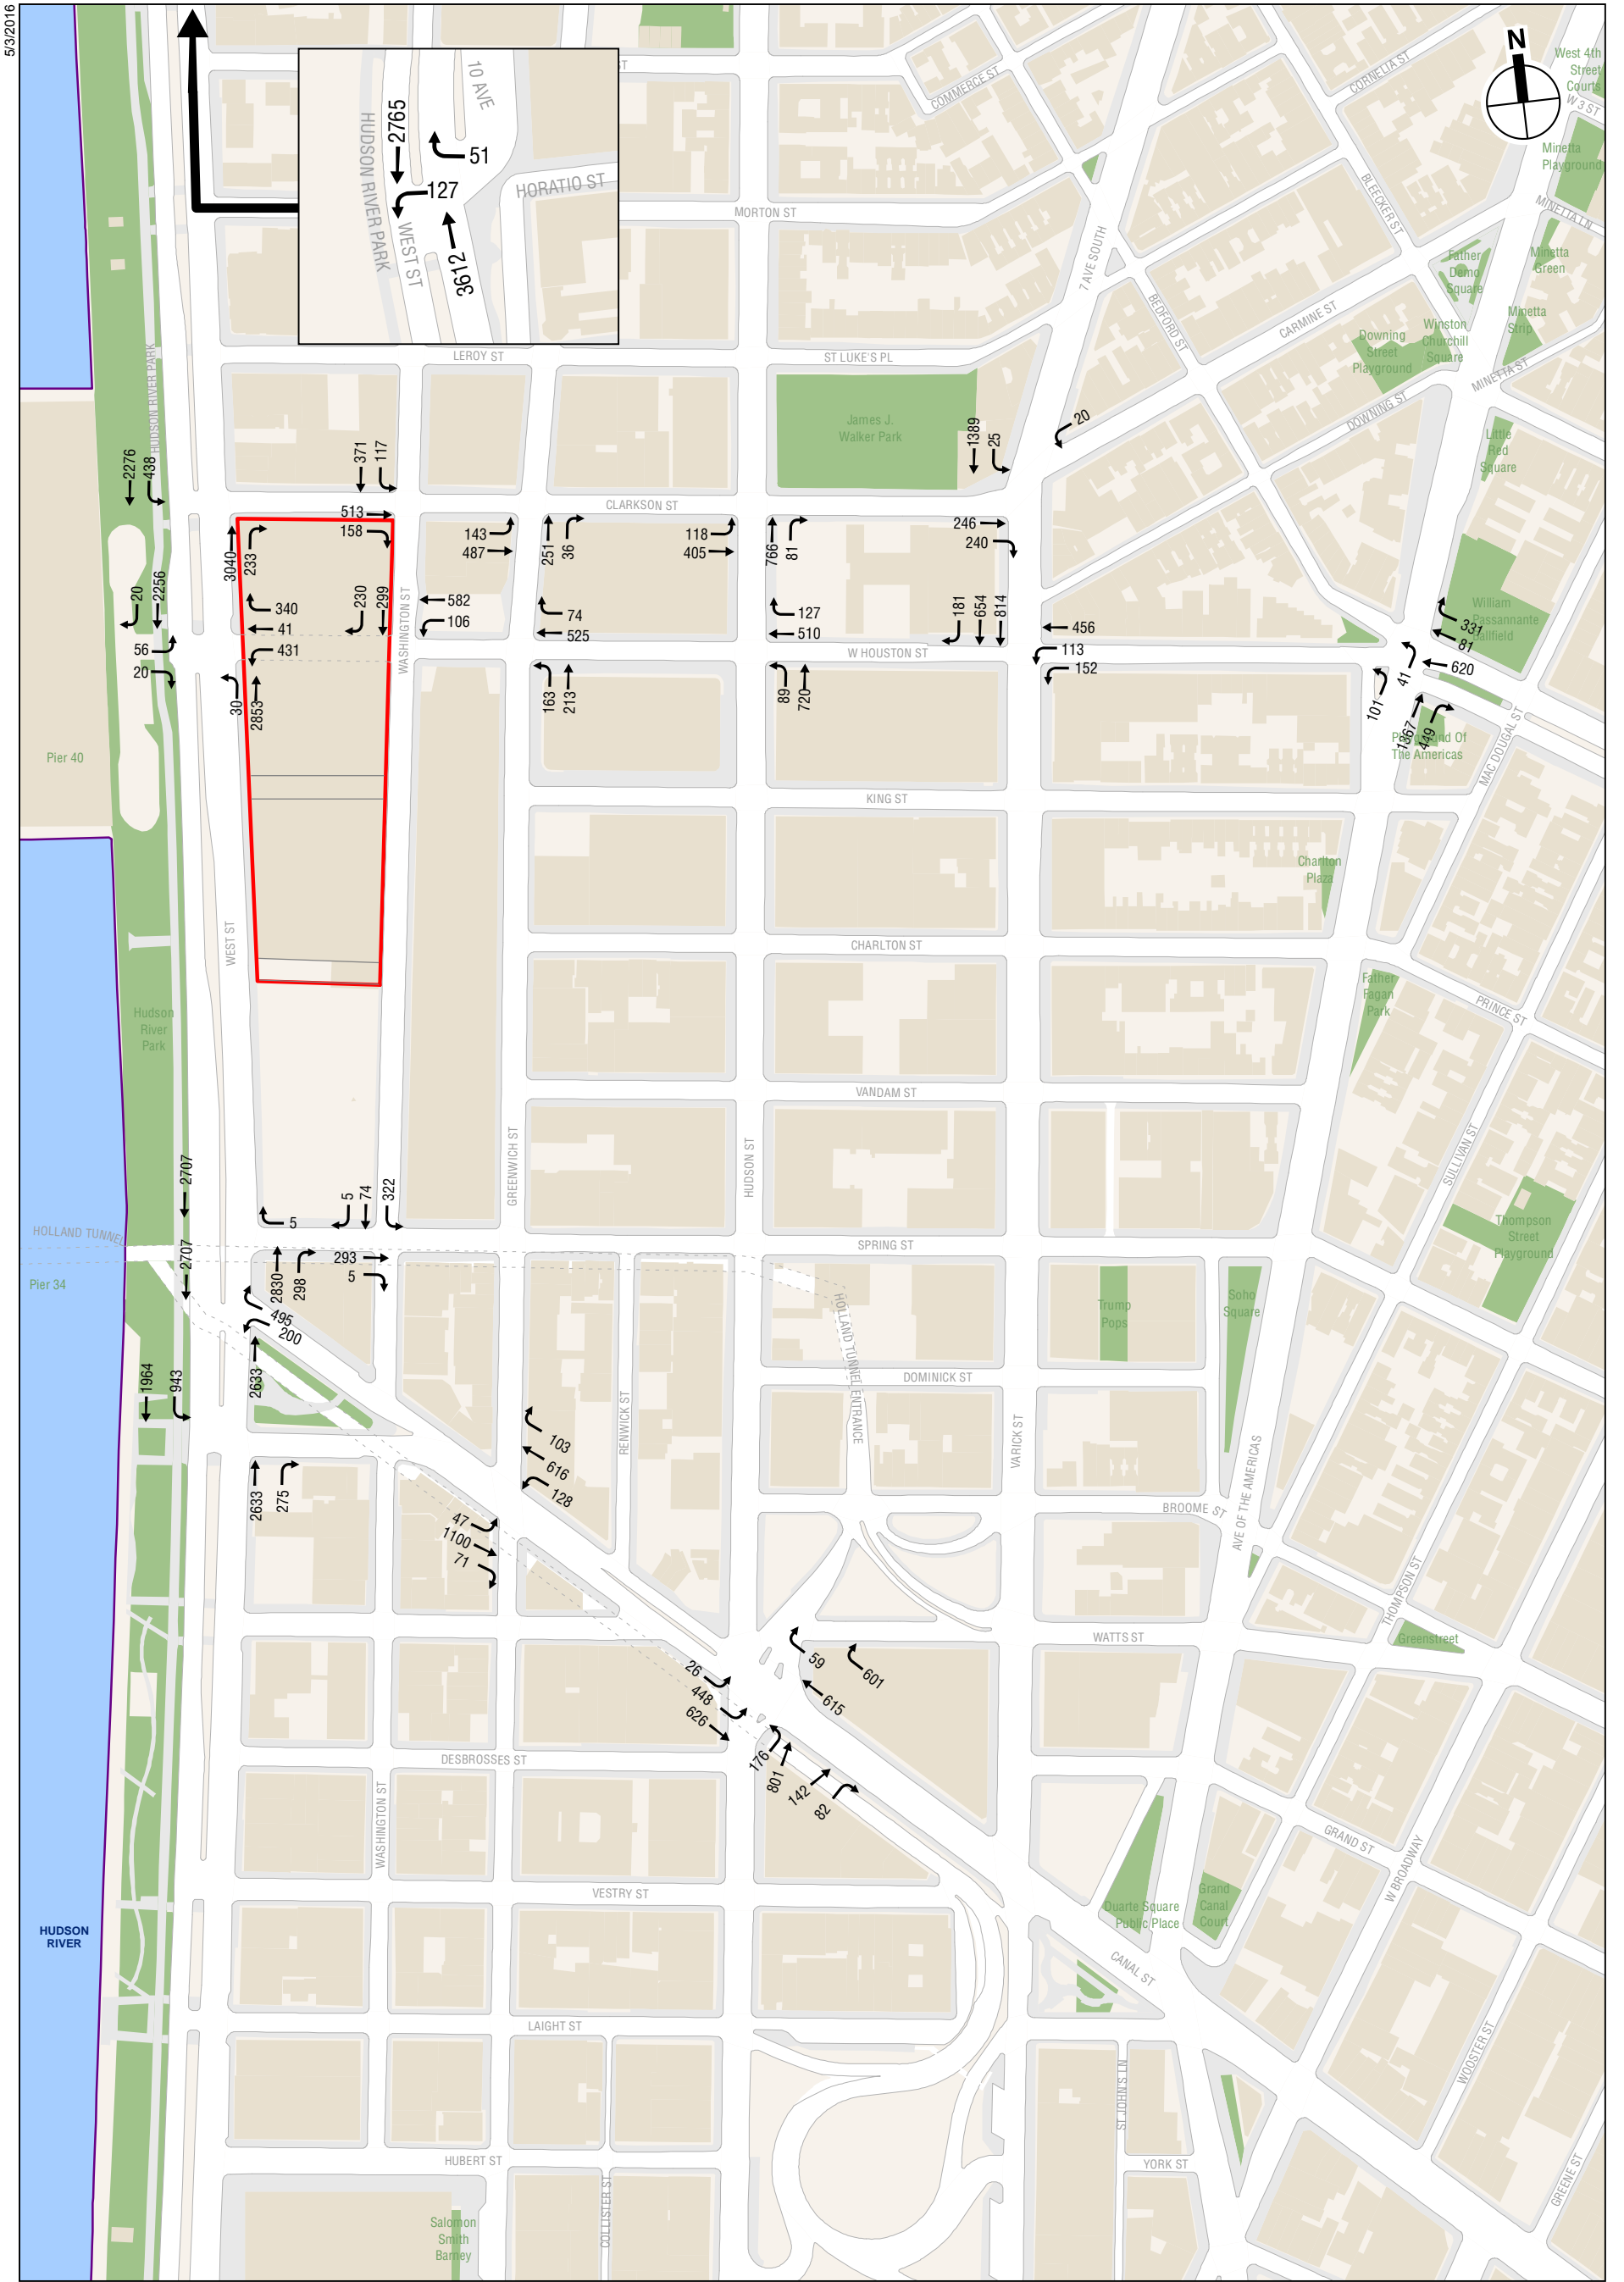 5/3/2016
N
West 4th
Street
Courts
W 3 ST
CORNELIA ST
COMMERCE ST
ST
10 AVE
2765
51
HUDSON RIVER PARK
127
HORATIO ST
WEST ST
3612
Minetta
Playground
BLEECKER ST
MINETTA LN
MORTON ST
7 AVE SOUTH
Father
Demo
Square
Minetta
Green
BEDFORD ST
CARMINE ST
Minetta
Strip
Downing
Street
Playground
Winston
Churchill
Square
MINETTA ST
LEROY ST
ST LUKE'S PL
HUDSON RIVER PARK
DOWNING ST
James J.
Walker Park
20
1389
25
Little
Red
Square
2276
438
371
117
CLARKSON ST
513
158
3040
233
143
487
251
36
118
405
766
81
246
240
20
2256
340
41
431
230
299
WASHINGTON ST
582
106
74
525
127
510
181
654
814
456
113
152
W HOUSTON ST
William
Passannante
Ballfield
331
81
620
41
56
20
30
2853
163
213
89
720
101
1367
449
Playground Of
The Americas
MAC DOUGAL ST
Pier 40
KING ST
Charlton
Plaza
WEST ST
CHARLTON ST
Father
Fagan
Park
PRINCE ST
Hudson
River
Park
VANDAM ST
GREENWICH ST
HUDSON ST
SULLIVAN ST
2707
5
5
74
322
Thompson
Street
Playground
HOLLAND TUNNEL
SPRING ST
2707
293
5
Pier 34
2830
298
495
200
HOLLAND TUNNEL ENTRANCE
Trump
Pops
Soho
Square
2633
1964
943
DOMINICK ST
RENWICK ST
VARICK ST
AVE OF THE AMERICAS
103
616
128
2633
275
BROOME ST
47
1100
71
THOMPSON ST
WATTS ST
Greenstreet
59
601
615
26
448
626
176
801
142
82
DESBROSSES ST
WASHINGTON ST
GRAND ST
W BROADWAY
VESTRY ST
Duarte Square
Public Place
Grand
Canal
Court
HUDSON
RIVER
CANAL ST
LAIGHT ST
WOOSTER ST
ST JOHN'S LN
HUBERT ST
YORK ST
GREENE ST
COLLISTER ST
Salomon
Smith
Barney